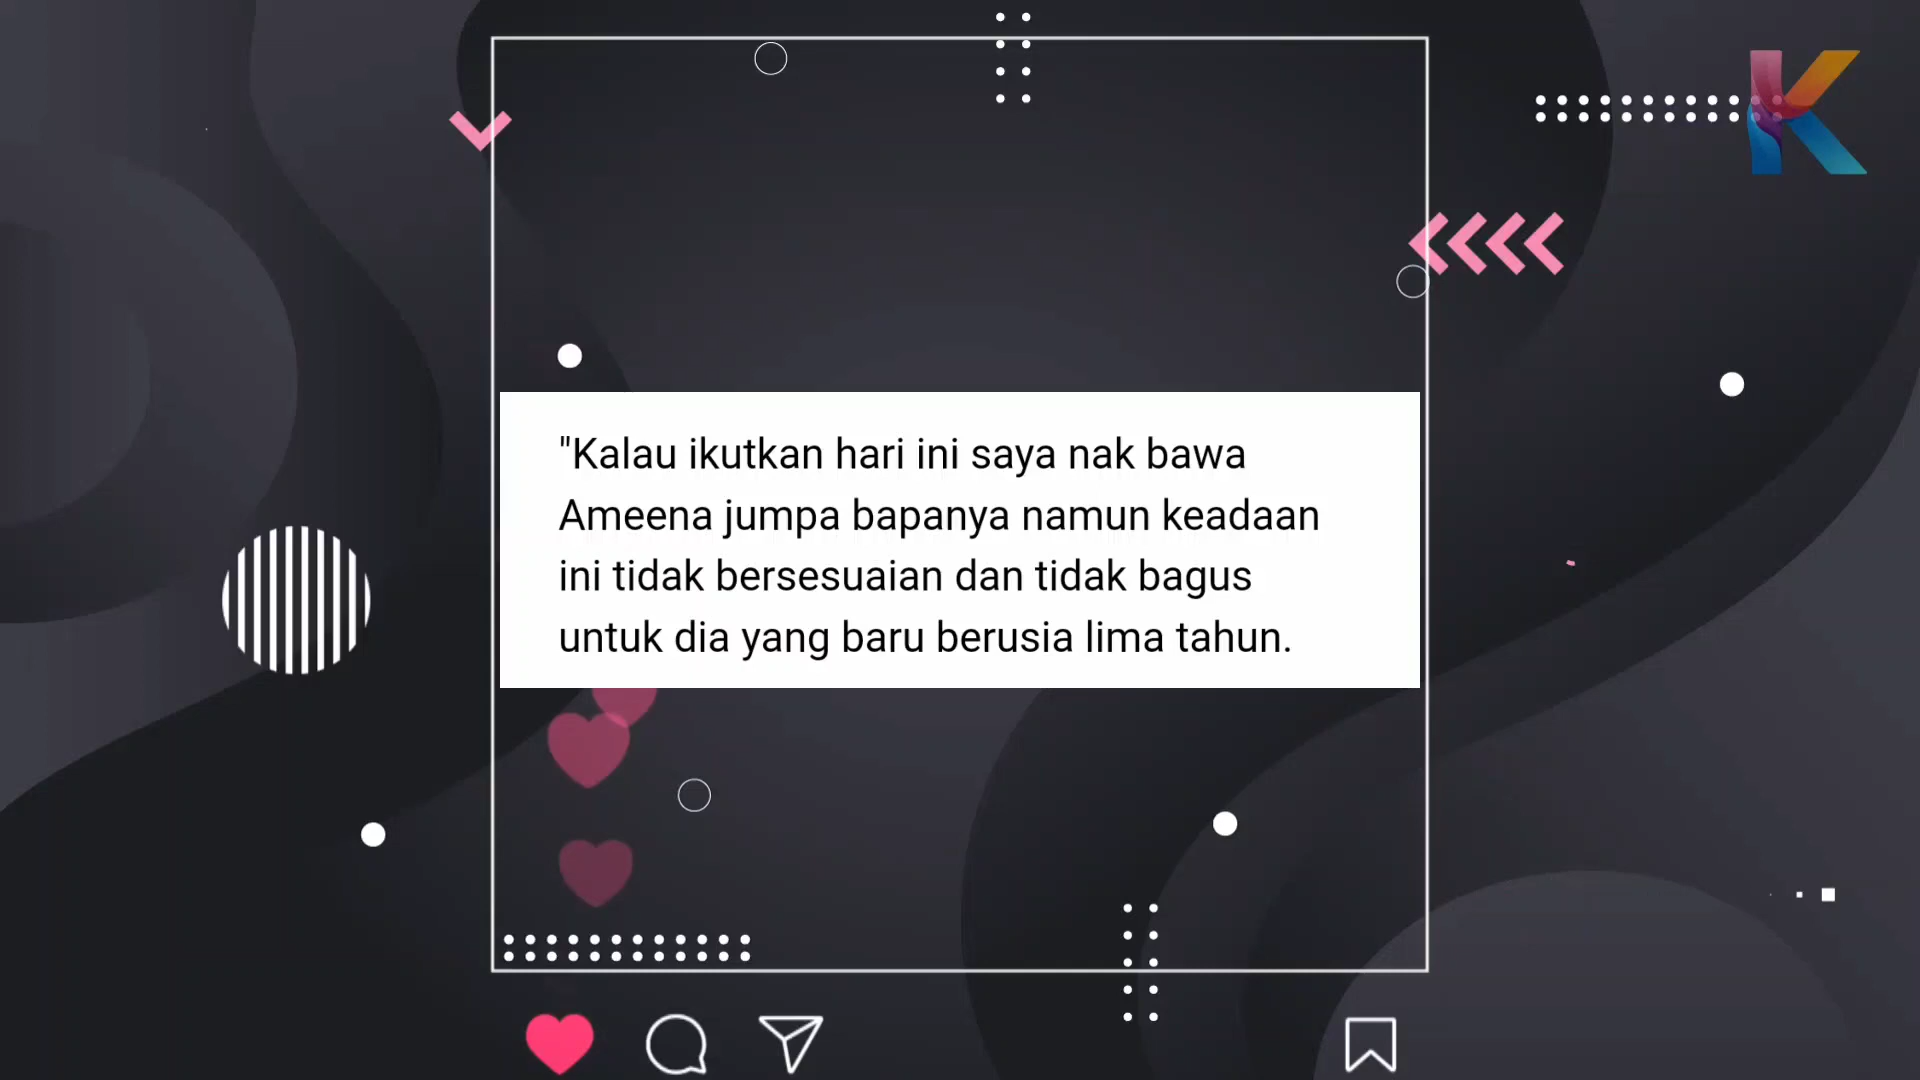 K
"Kalau ikutkan hari ini saya nak bawa
Ameena jumpa bapanya namun keadaan
ini tidak bersesuaian dan tidak bagus
untuk dia yang baru berusia lima tahun.